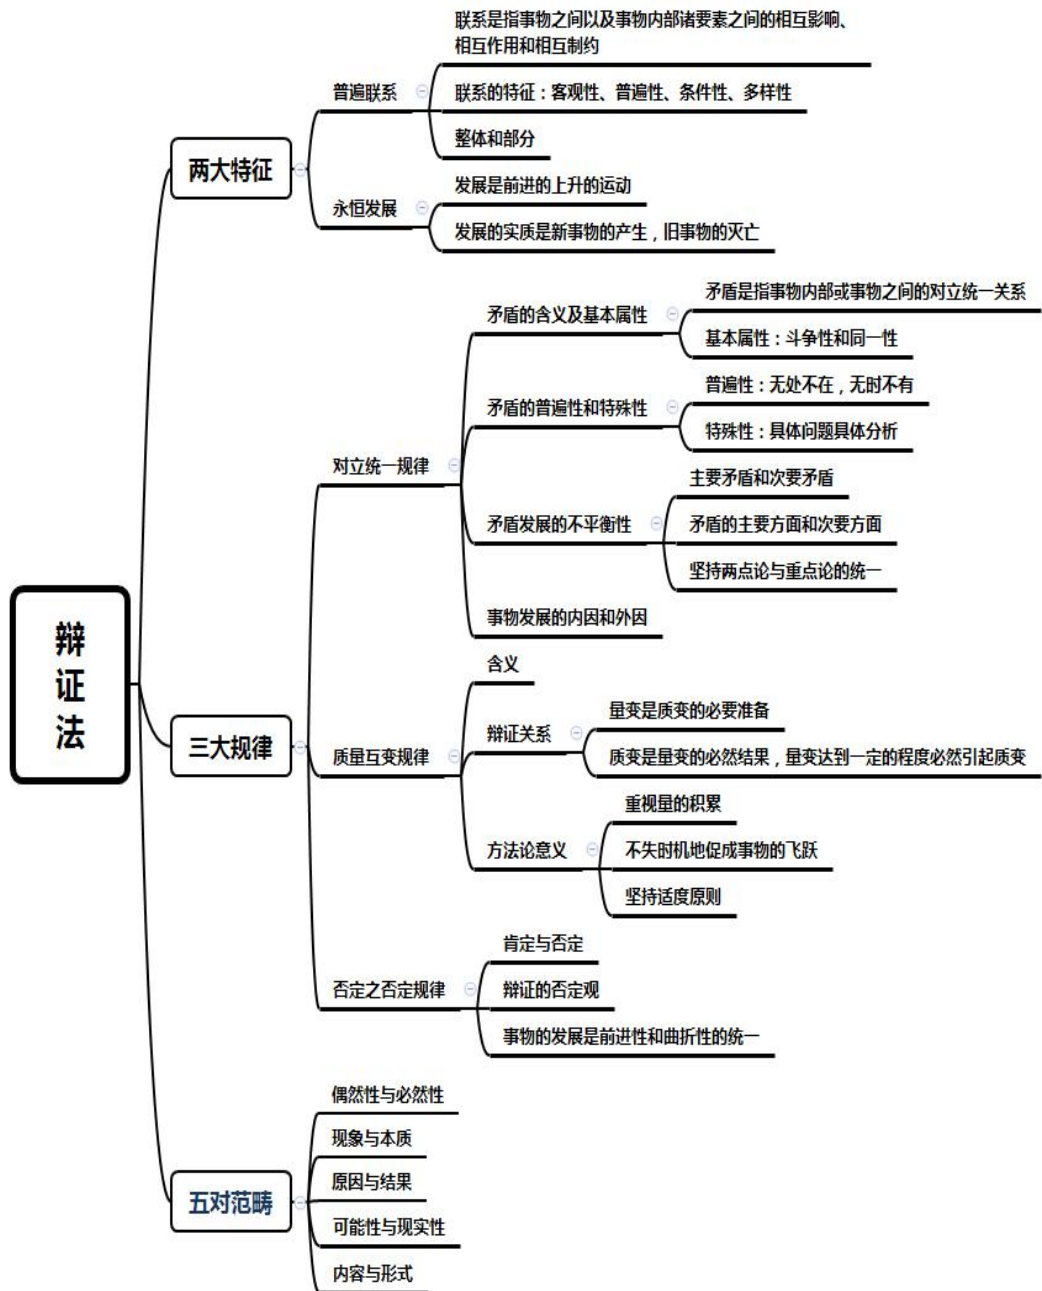 辩
证
法
两大特征
普遍联系
联系是指事物之间以及事物内部诸要素之间的相互影响、
相互作用和相互制约
联系的特征：客观性、普遍性、条件性、多样性
整体和部分
永恒发展
发展是前进的上升的运动
发展的实质是新事物的产生，旧事物的灭亡
三大规律
对立统一规律
矛盾的含义及基本属性
矛盾是指事物内部或事物之间的对立统一关系
基本属性：斗争性和同一性
矛盾的普遍性和特殊性
普遍性：无处不在，无时不有
特殊性：具体问题具体分析
矛盾发展的不平衡性
主要矛盾和次要矛盾
矛盾的主要方面和次要方面
坚持两点论与重点论的统一
事物发展的内因和外因
质量互变规律
含义
辩证关系
量变是质变的必要准备
质变是量变的必然结果，量变达到一定的程度必然引起质变
方法论意义
重视量的积累
不失时机地促成事物的飞跃
坚持适度原则
否定之否定规律
肯定与否定
辩证的否定观
事物的发展是前进性和曲折性的统一
五对范畴
偶然性与必然性
现象与本质
原因与结果
可能性与现实性
内容与形式